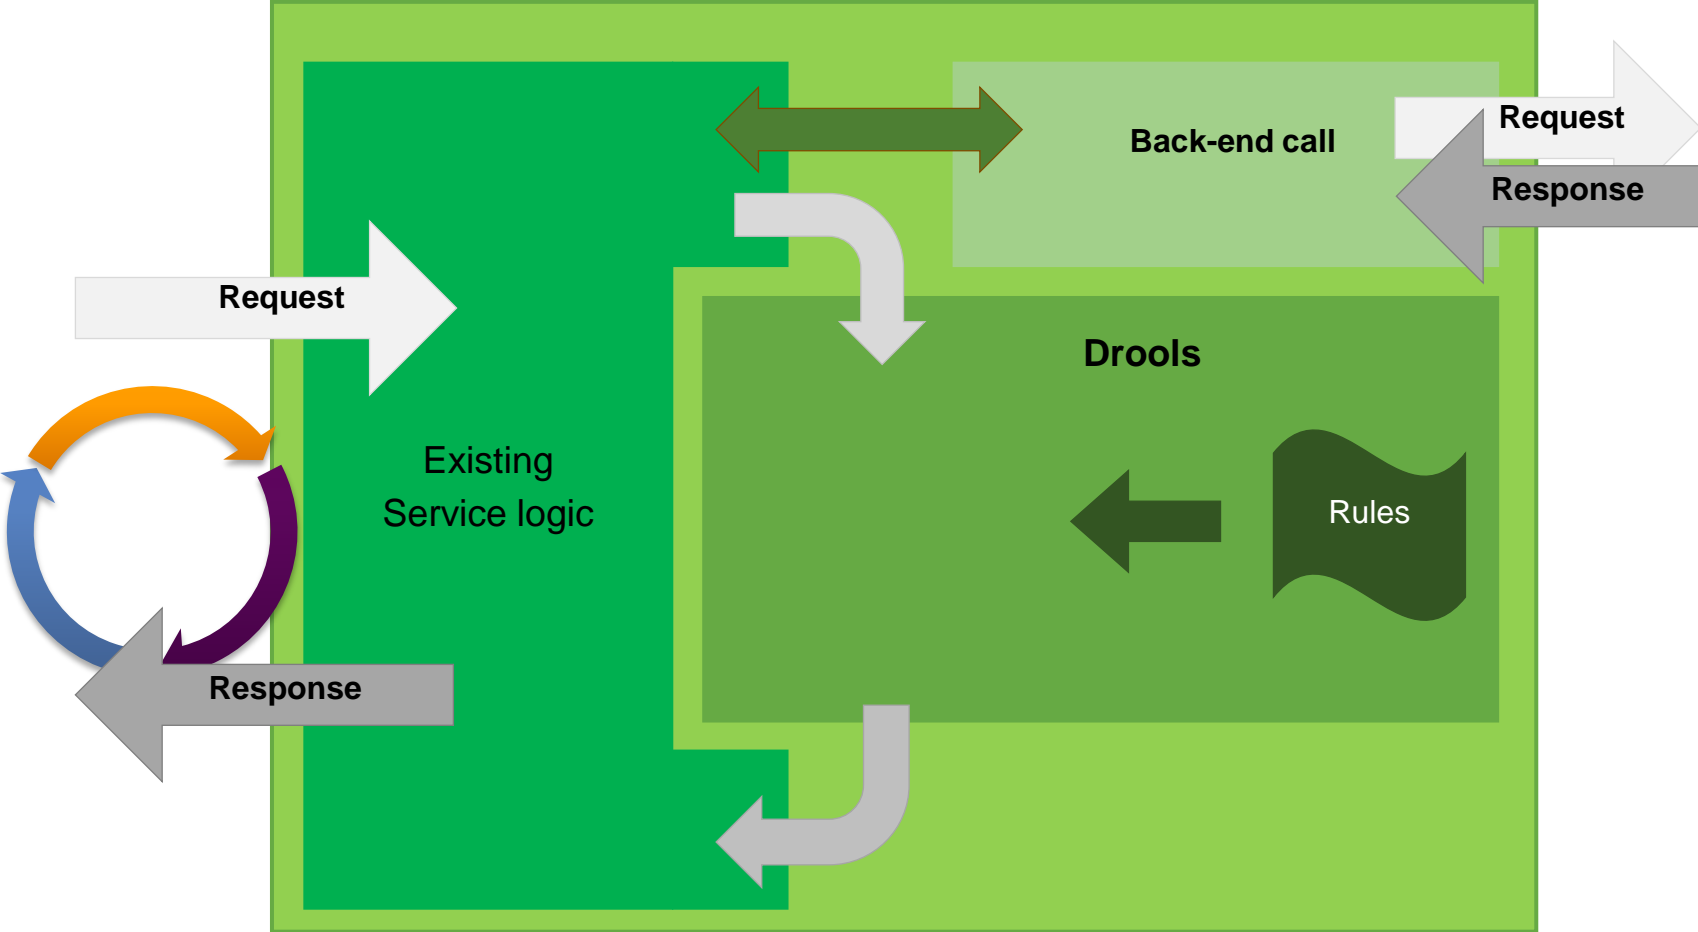 Request
Back-end call
Response
Request
Drools
Existing
Service logic
Rules
Response